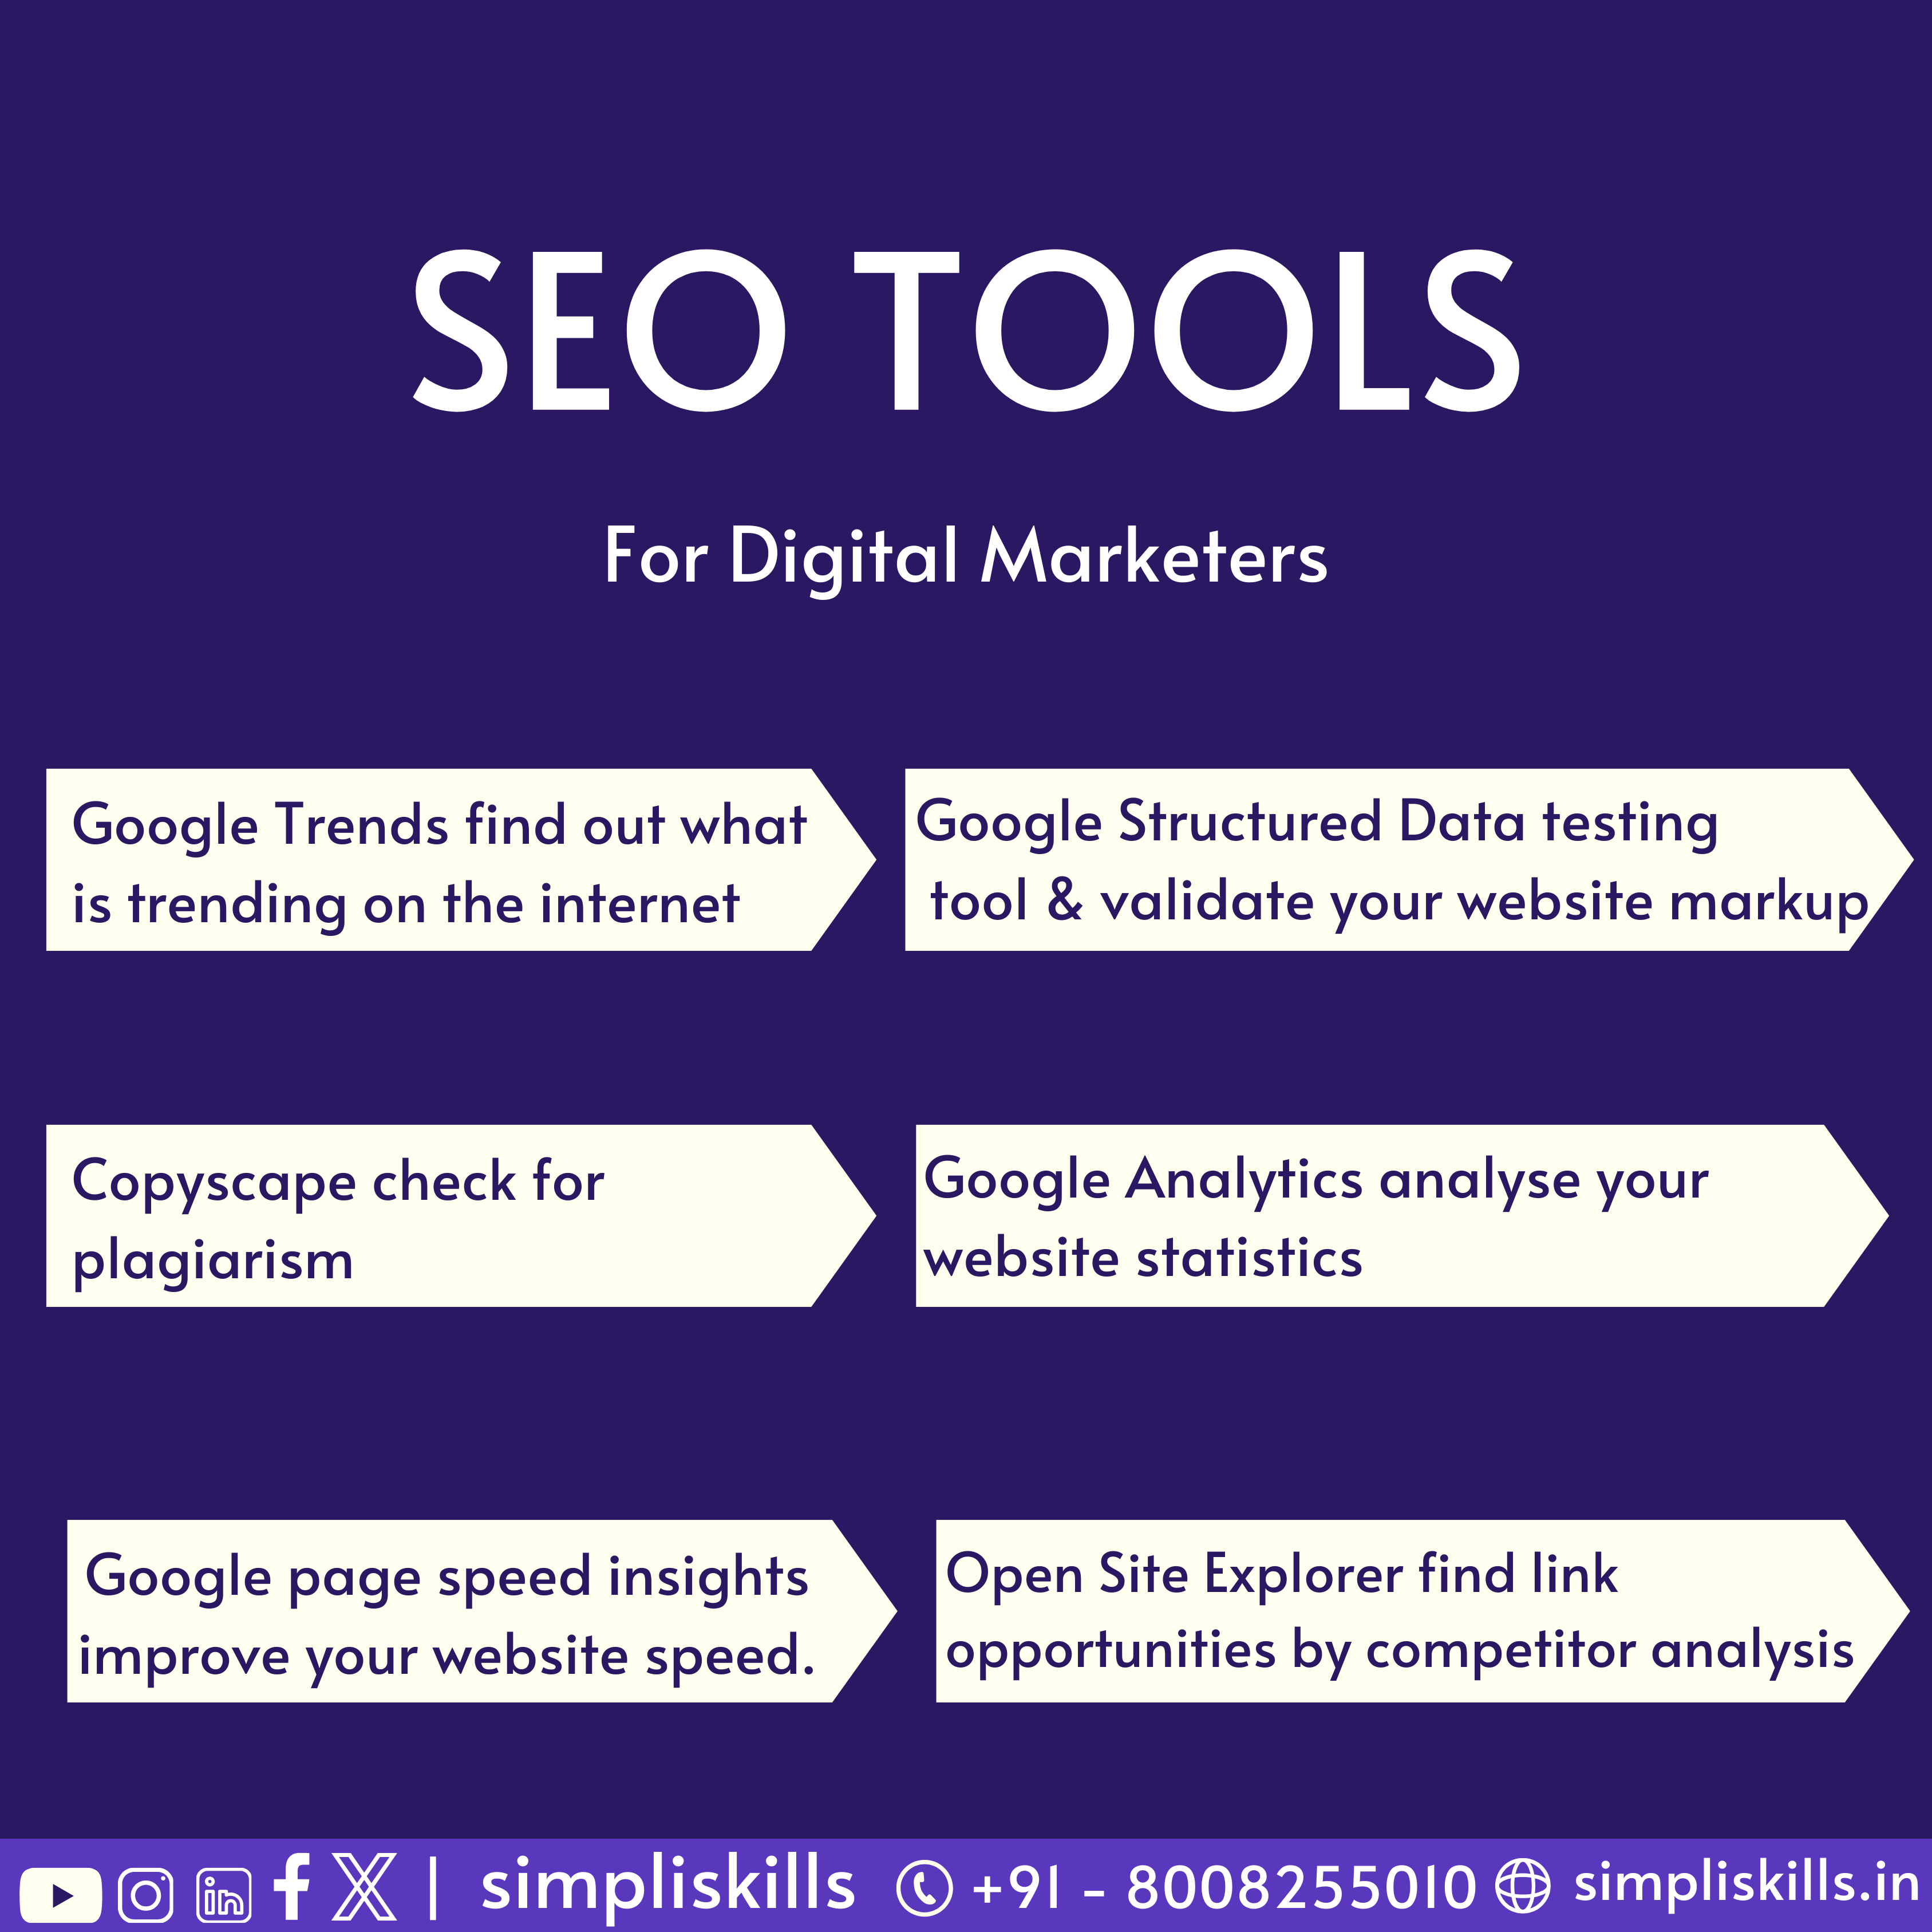 SEO TOOLS
For Digital Marketers
Google Trends find out what
is trending on the internet
Google Structured Data testing
tool & validate your website markup
Copyscape check for
plagiarism
Google Analytics analyse your
website statistics
Google page speed insights
improve your website speed.
Open Site Explorer find link
opportunities by competitor analysis
| simpliskills +91 - 8008255010 simpliskills.in